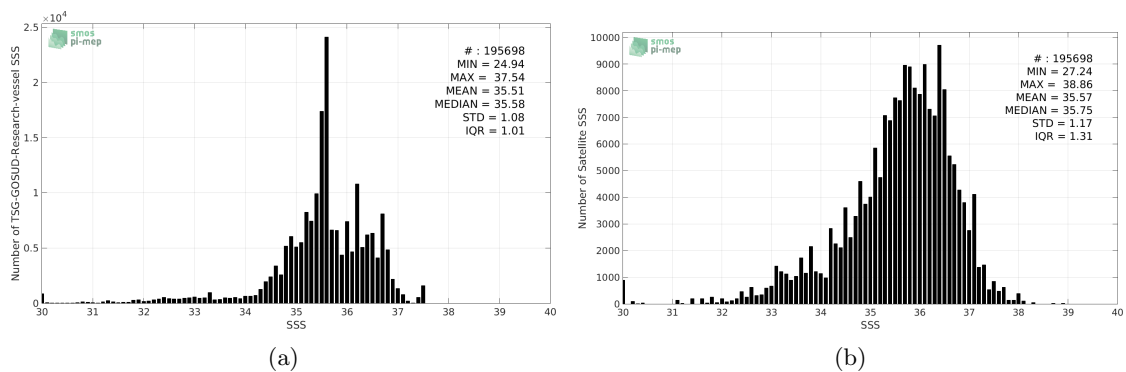 ×10⁴
smos
pi-mep
# : 195698
MIN = 24.94
MAX = 37.54
MEAN = 35.51
MEDIAN = 35.58
STD = 1.08
IQR = 1.01
Number of TSG-GOSUD-Research-vessel SSS
2.5
2
1.5
1
0.5
0
30 31 32 33 34 35 36 37 38 39 40
SSS
(a)
smos
pi-mep
# : 195698
MIN = 27.24
MAX = 38.86
MEAN = 35.57
MEDIAN = 35.75
STD = 1.17
IQR = 1.31
Number of Satellite SSS
10000
9000
8000
7000
6000
5000
4000
3000
2000
1000
0
30 31 32 33 34 35 36 37 38 39 40
SSS
(b)